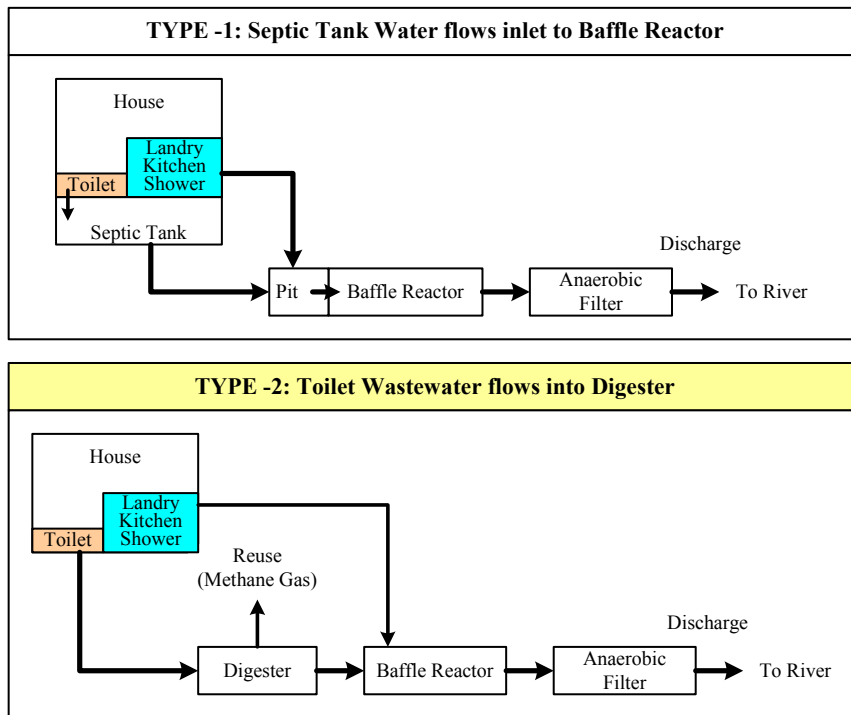 TYPE -1: Septic Tank Water flows inlet to Baffle Reactor
House
Landry
Kitchen
Shower
Toilet
Septic Tank
Discharge
Pit
Baffle Reactor
Anaerobic
Filter
To River
TYPE -2: Toilet Wastewater flows into Digester
House
Landry
Kitchen
Shower
Toilet
Reuse
(Methane Gas)
Discharge
Digester
Baffle Reactor
Anaerobic
Filter
To River